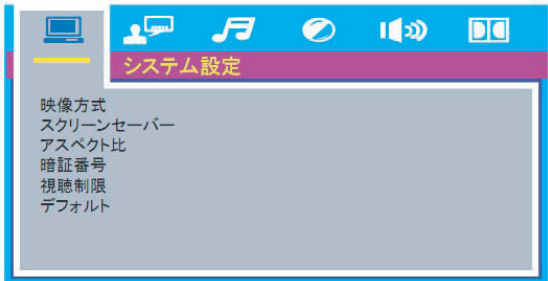 システム設定
映像方式
スクリーンセーバー
アスペクト比
暗証番号
視聴制限
デフォルト